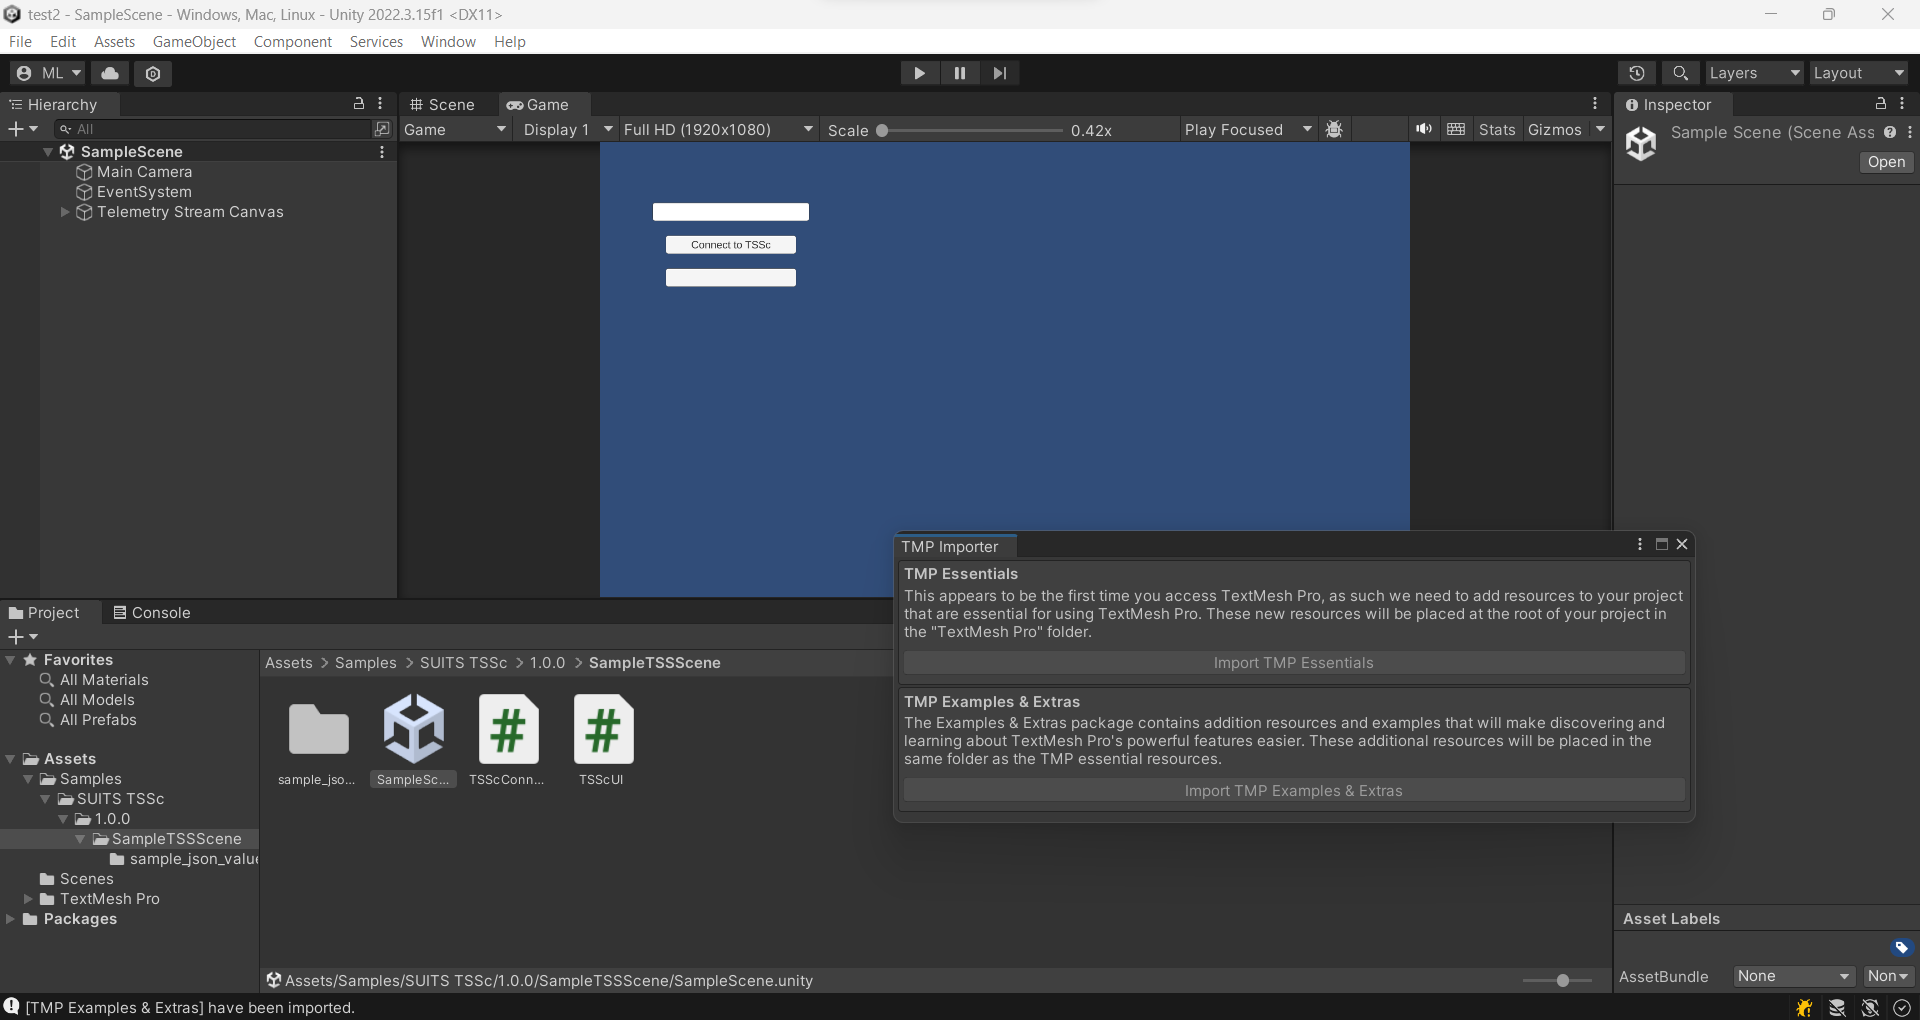 test2 - SampleScene - Windows, Mac, Linux - Unity 2022.3.15f1 <DX11>
File Edit Assets GameObject Component Services Window Help
ML
Layers
Layout
Hierarchy
Scene
Game
Inspector
All
Game
Display 1
Full HD (1920x1080)
Scale
0.42x
Play Focused
Stats
Gizmos
Sample Scene (Scene Ass
Open
SampleScene
Main Camera
EventSystem
Telemetry Stream Canvas
Connect to TSSc
TMP Importer
TMP Essentials
This appears to be the first time you access TextMesh Pro, as such we need to add resources to your project
that are essential for using TextMesh Pro. These new resources will be placed at the root of your project in
the "TextMesh Pro" folder.
Import TMP Essentials
TMP Examples & Extras
The Examples & Extras package contains addition resources and examples that will make discovering and
learning about TextMesh Pro's powerful features easier. These additional resources will be placed in the
same folder as the TMP essential resources.
Import TMP Examples & Extras
Project
Console
Favorites
All Materials
All Models
All Prefabs
Assets
Samples
SUITS TSSc
1.0.0
SampleTSSScene
sample_json_value
Scenes
TextMesh Pro
Packages
Assets > Samples > SUITS TSSc > 1.0.0 > SampleTSSScene
sample_jso...
SampleSc...
TSScConn...
TSScUI
Assets/Samples/SUITS TSSc/1.0.0/SampleTSSScene/SampleScene.unity
Asset Labels
AssetBundle
None
Non
[TMP Examples & Extras] have been imported.